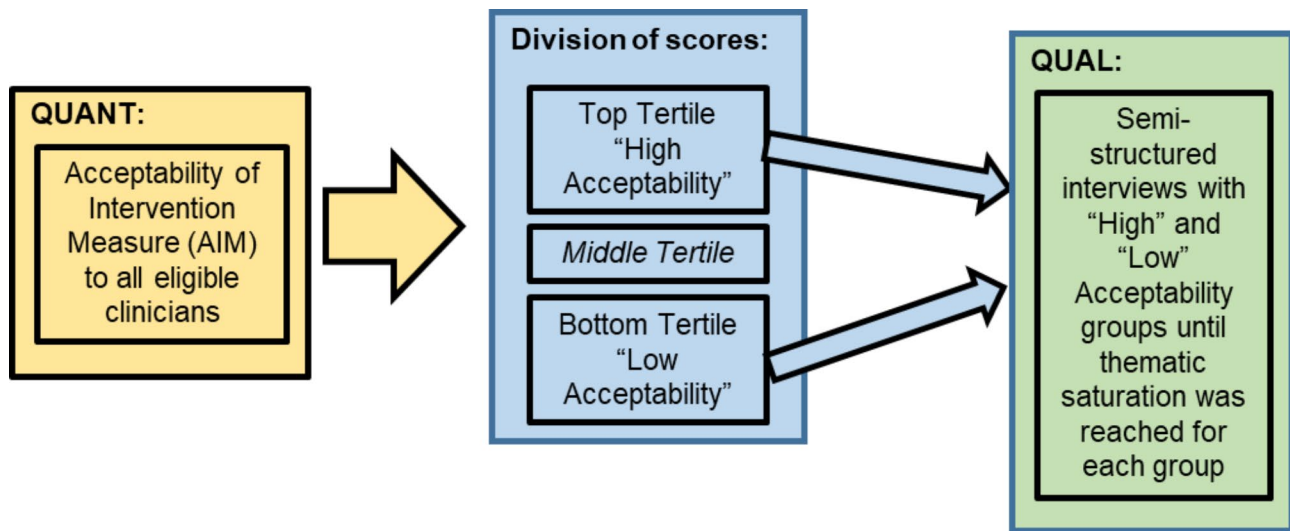 QUANT:
Acceptability of
Intervention
Measure (AIM)
to all eligible
clinicians
Division of scores:
Top Tertile
“High
Acceptability”
Middle Tertile
Bottom Tertile
“Low
Acceptability”
QUAL:
Semi-
structured
interviews with
“High” and
“Low”
Acceptability
groups until
thematic
saturation was
reached for
each group